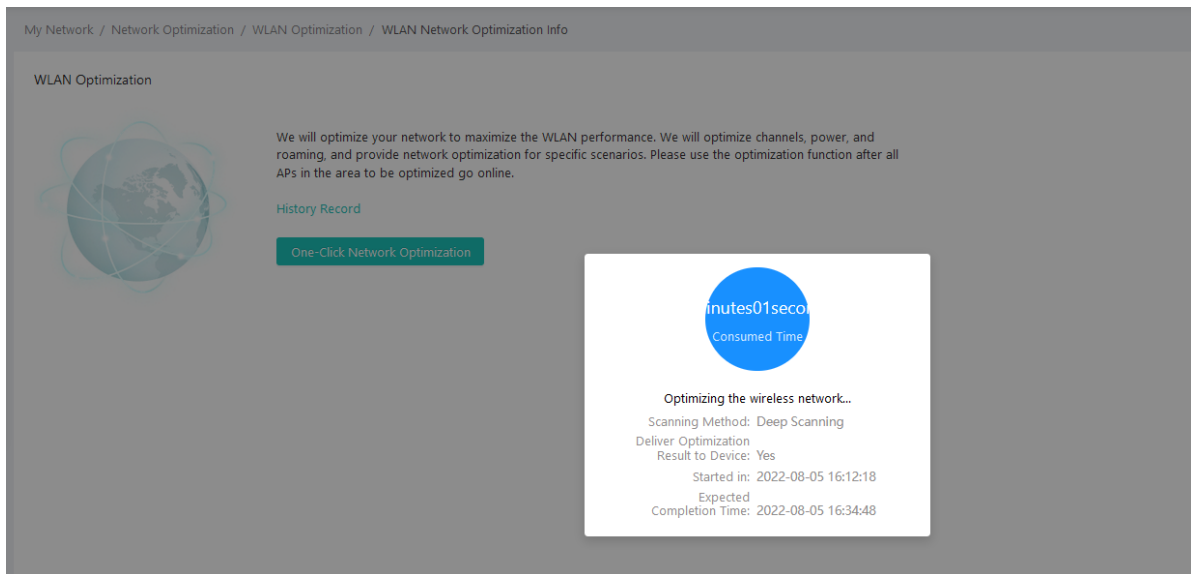 My Network / Network Optimization / WLAN Optimization / WLAN Network Optimization Info
WLAN Optimization
We will optimize your network to maximize the WLAN performance. We will optimize channels, power, and
roaming, and provide network optimization for specific scenarios. Please use the optimization function after all
APs in the area to be optimized go online.
History Record
One-Click Network Optimization
inutes01seco
Consumed Time
Optimizing the wireless network...
Scanning Method: Deep Scanning
Deliver Optimization
Result to Device: Yes
Started in: 2022-08-05 16:12:18
Expected
Completion Time: 2022-08-05 16:34:48